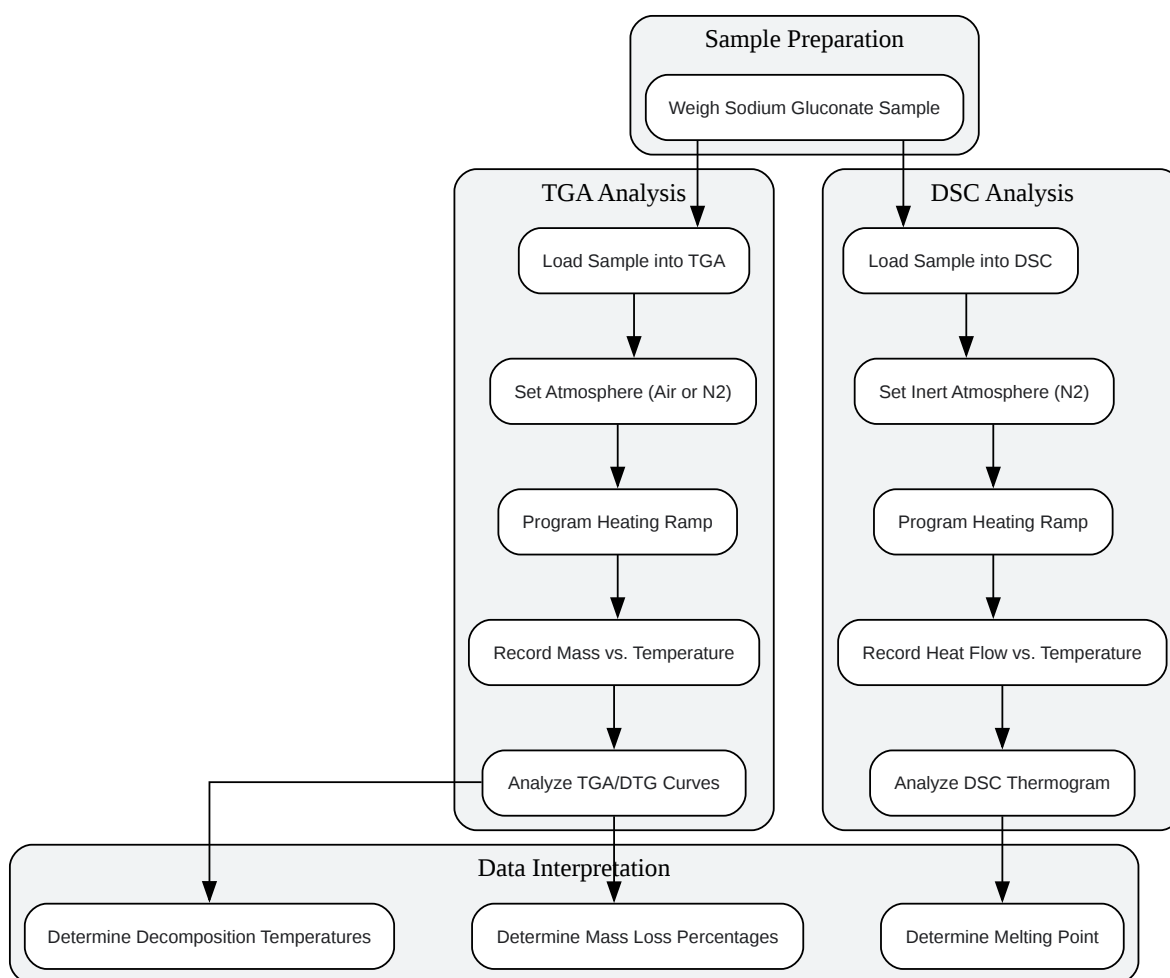 Sample Preparation
Weigh Sodium Gluconate Sample
TGA Analysis
Load Sample into TGA
Set Atmosphere (Air or N2)
Program Heating Ramp
Record Mass vs. Temperature
Analyze TGA/DTG Curves
DSC Analysis
Load Sample into DSC
Set Inert Atmosphere (N2)
Program Heating Ramp
Record Heat Flow vs. Temperature
Analyze DSC Thermogram
Data Interpretation
Determine Decomposition Temperatures
Determine Mass Loss Percentages
Determine Melting Point